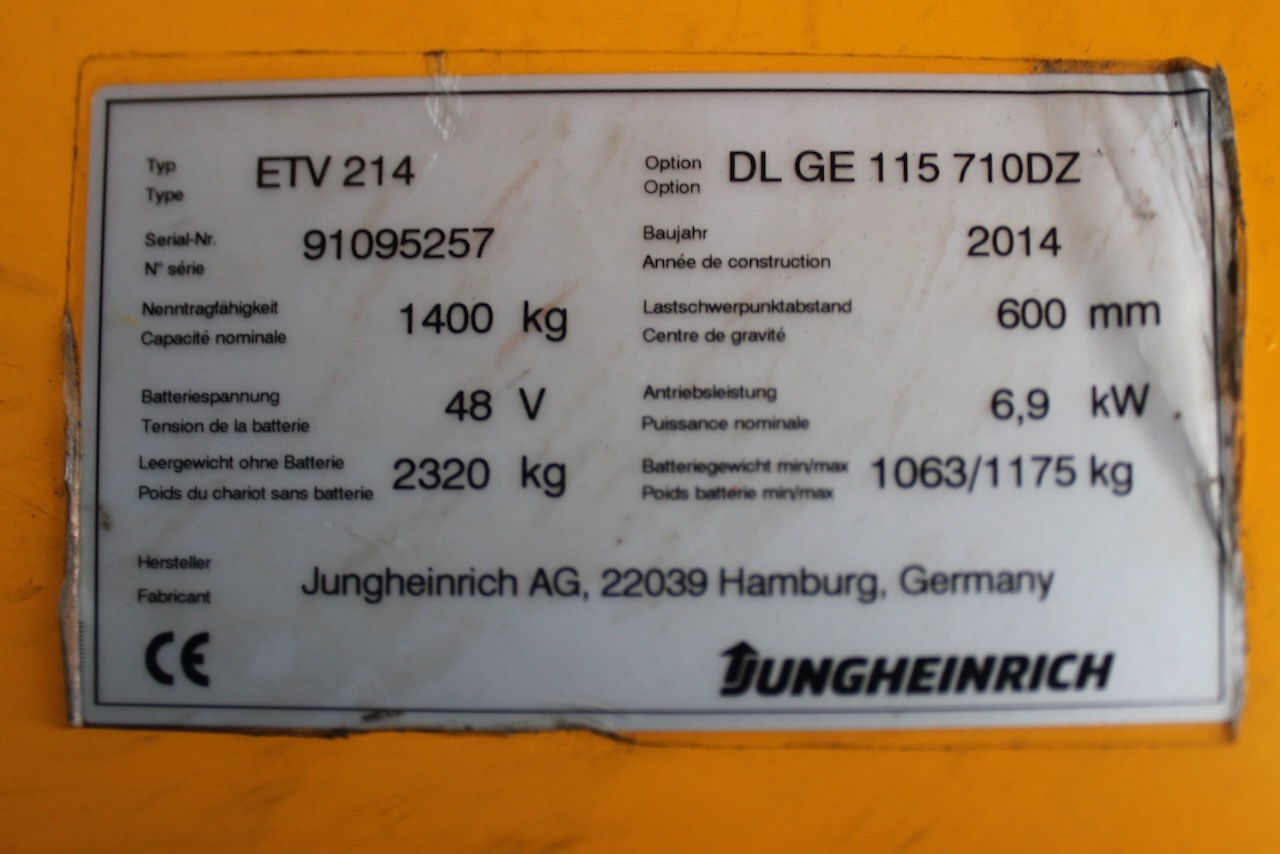 Typ ETV 214 Option DL GE 115 710DZ
Type Option
Serial-Nr. 91095257 Baujahr 2014
N° série Année de construction
Nenntragfähigkeit 1400 kg Lastschwerpunktabstand 600 mm
Capacité nominale Centre de gravité
Batteriespannung 48 V Antriebsleistung 6,9 kW
Tension de la batterie Puissance nominale
Leergewicht ohne Batterie 2320 kg Batteriegewicht min/max 1063/1175 kg
Poids du chariot sans batterie Poids batterie min/max
Hersteller Jungheinrich AG, 22039 Hamburg, Germany
Fabricant
CE JUNGHEINRICH